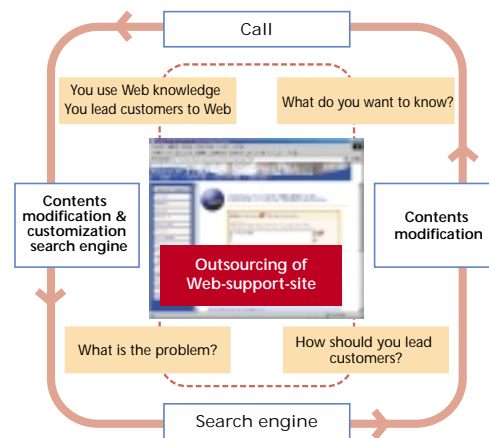 Call
You use Web knowledge
You lead customers to Web
What do you want to know?
Contents
modification &
customization
search engine
Contents
modification
Outsourcing of
Web-support-site
What is the problem?
How should you lead
customers?
Search engine